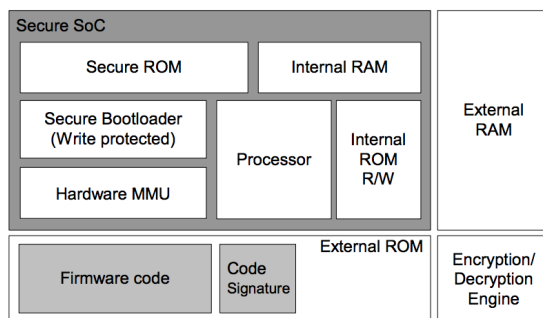 Secure SoC
Secure ROM
Internal RAM
Secure Bootloader
(Write protected)
Hardware MMU
Processor
Internal
ROM
R/W
External
RAM
External ROM
Firmware code
Code
Signature
Encryption/
Decryption
Engine